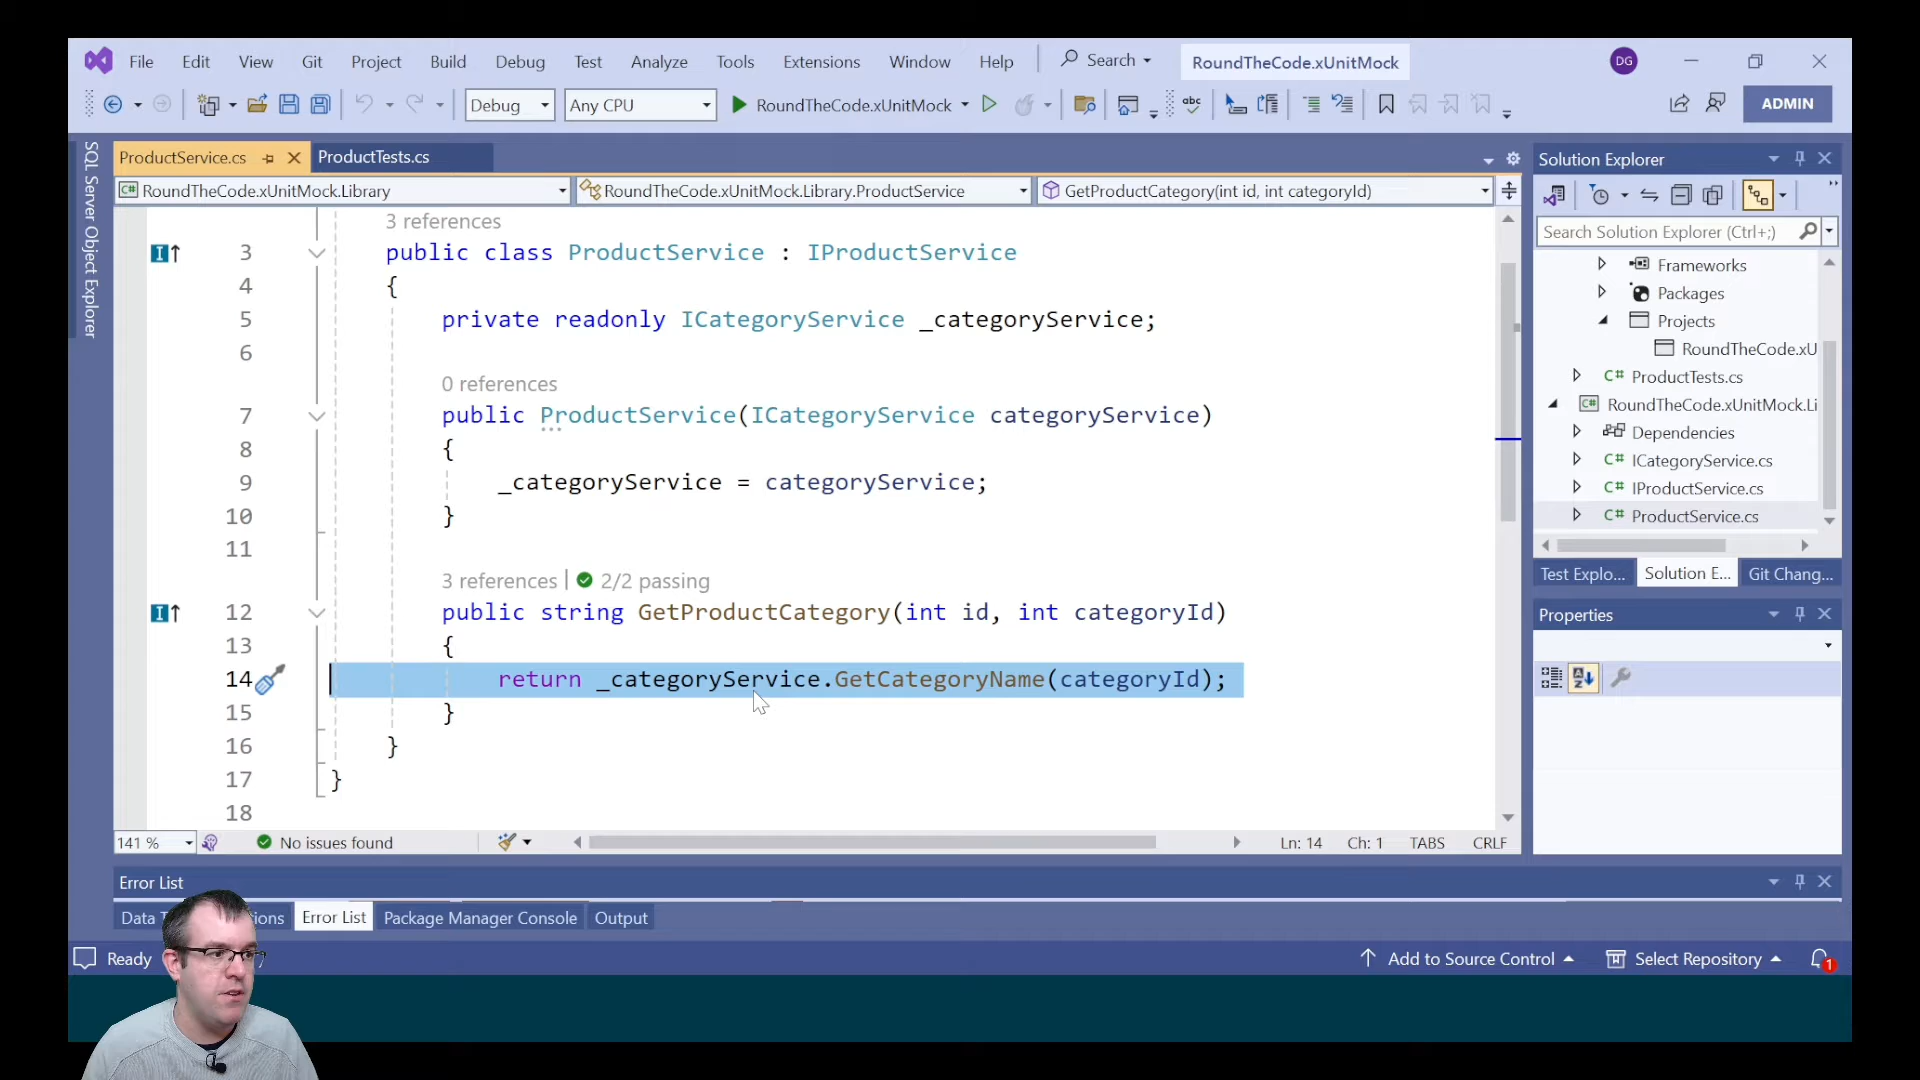 File Edit View Git Project Build Debug Test Analyze Tools Extensions Window Help Search RoundTheCode.xUnitMock DG
Debug Any CPU RoundTheCode.xUnitMock ADMIN
SQL Server Object Explorer
ProductService.cs ProductTests.cs
RoundTheCode.xUnitMock.Library RoundTheCode.xUnitMock.Library.ProductService GetProductCategory(int id, int categoryId)
3 references
3 public class ProductService : IProductService
4 {
5 private readonly ICategoryService _categoryService;
6
0 references
7 public ProductService(ICategoryService categoryService)
8 {
9 _categoryService = categoryService;
10 }
11
3 references | 2/2 passing
12 public string GetProductCategory(int id, int categoryId)
13 {
14 return _categoryService.GetCategoryName(categoryId);
15 }
16 }
17 }
18
141 % No issues found Ln: 14 Ch: 1 TABS CRLF
Solution Explorer
Search Solution Explorer (Ctrl+;)
Frameworks
Packages
Projects
RoundTheCode.xU
C# ProductTests.cs
C# RoundTheCode.xUnitMock.Li
Dependencies
C# ICategoryService.cs
C# IProductService.cs
C# ProductService.cs
Test Explo... Solution E... Git Chang...
Properties
Error List
Data T ions Error List Package Manager Console Output
Ready Add to Source Control Select Repository 1